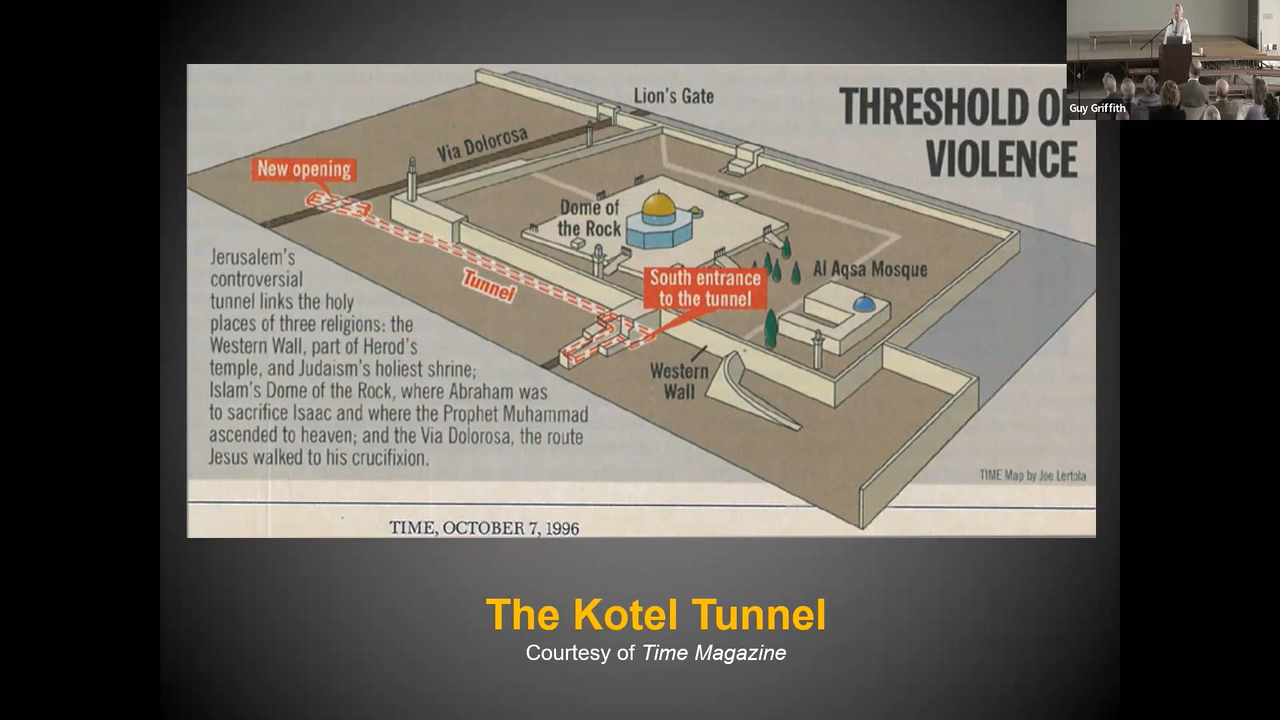 Guy Griffith
THRESHOLD OF
VIOLENCE
Lion's Gate
Via Dolorosa
New opening
Dome of
the Rock
Al Aqsa Mosque
South entrance
to the tunnel
Tunnel
Western
Wall
Jerusalem's
controversial
tunnel links the holy
places of three religions: the
Western Wall, part of Herod's
temple, and Judaism's holiest shrine;
Islam's Dome of the Rock, where Abraham was
to sacrifice Isaac and where the Prophet Muhammad
ascended to heaven; and the Via Dolorosa, the route
Jesus walked to his crucifixion.
TIME Map by Joe Lertola
TIME, OCTOBER 7, 1996
The Kotel Tunnel
Courtesy of Time Magazine